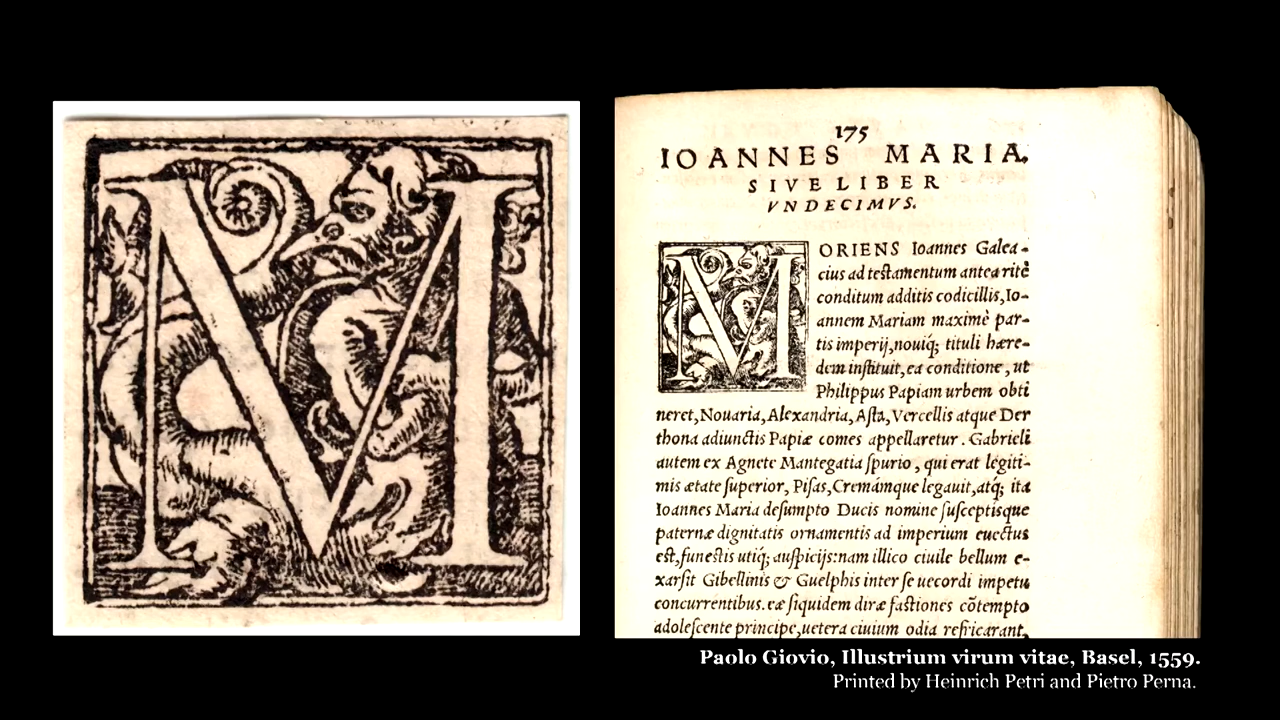 M
175
IOANNES MARIA.
SIVE LIBER
VNDECIMVS.
MORIENS Ioannes Galea-
cius ad testamentum antea ritè
conditum additis codicillis, Io-
annem Mariam maximè par-
tis imperij, nouiq; tituli hære-
dem instituit, ea conditione, ut
Philippus Papiam urbem obti
neret, Nouaria, Alexandria, Asta, Vercellis atque Der
thona adiunctis Papiæ comes appellaretur. Gabrieli
autem ex Agnete Mantegatia spurio, qui erat legiti-
mis ætate superior, Pisas, Cremámque legauit, atq; ita
Ioannes Maria desumpto Ducis nomine susceptisque
paternæ dignitatis ornamentis ad imperium euectus
est, funestis utiq; auspicijs: nam illico ciuile bellum e-
xarsit Gibellinis & Guelphis inter se uecordi impetu
concurrentibus. eæ siquidem diræ factiones cōtempto
adolescente principe, uetera ciuium odia refricarant,
Paolo Giovio, Illustrium virum vitae, Basel, 1559.
Printed by Heinrich Petri and Pietro Perna.